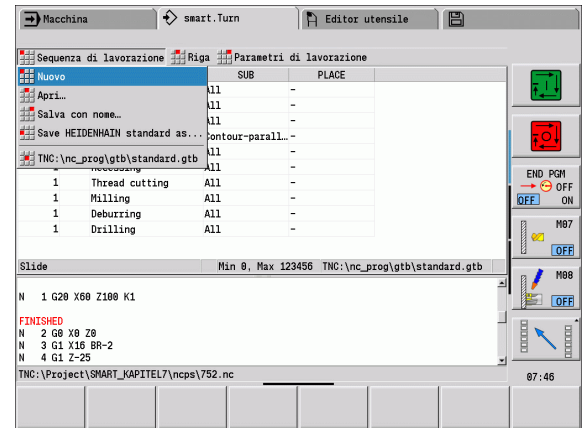 Macchina
smart.Turn
Editor utensile
Sequenza di lavorazione Riga Parametri di lavorazione
SUB PLACE
Nuovo
All -
Apri…
All -
Salva con nome…
All -
Save HEIDENHAIN standard as...
Contour-parall… -
All -
TNC:\nc_prog\gtb\standard.gtb
All -
1 Thread cutting All -
1 Milling All -
1 Deburring All -
1 Drilling All -
Slide Min 0, Max 123456 TNC:\nc_prog\gtb\standard.gtb
N 1 G20 X60 Z100 K1
FINISHED
N 2 G0 X0 Z0
N 3 G1 X16 BR-2
N 4 G1 Z-25
TNC:\Project\SMART_KAPITEL7\ncps\752.nc
END PGM
OFF
OFF ON
M07
OFF
M08
OFF
07:46